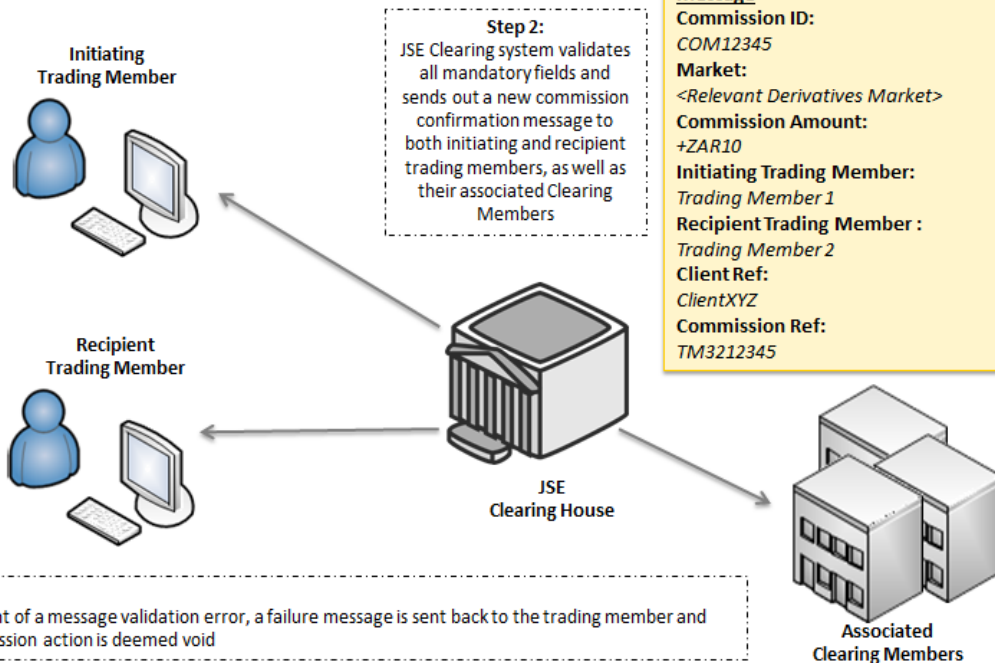 Step 2:
JSE Clearing system validates
all mandatory fields and
sends out a new commission
confirmation message to
both initiating and recipient
trading members, as well as
their associated Clearing
Members
Commission ID:
COM12345
Market:
<Relevant Derivatives Market>
Commission Amount:
+ZAR10
Initiating Trading Member:
Trading Member 1
Recipient Trading Member :
Trading Member 2
Client Ref:
ClientXYZ
Commission Ref:
TM3212345
Initiating
Trading Member
Recipient
Trading Member
JSE
Clearing House
Associated
Clearing Members
of a message validation error, a failure message is sent back to the trading member and
action is deemed void